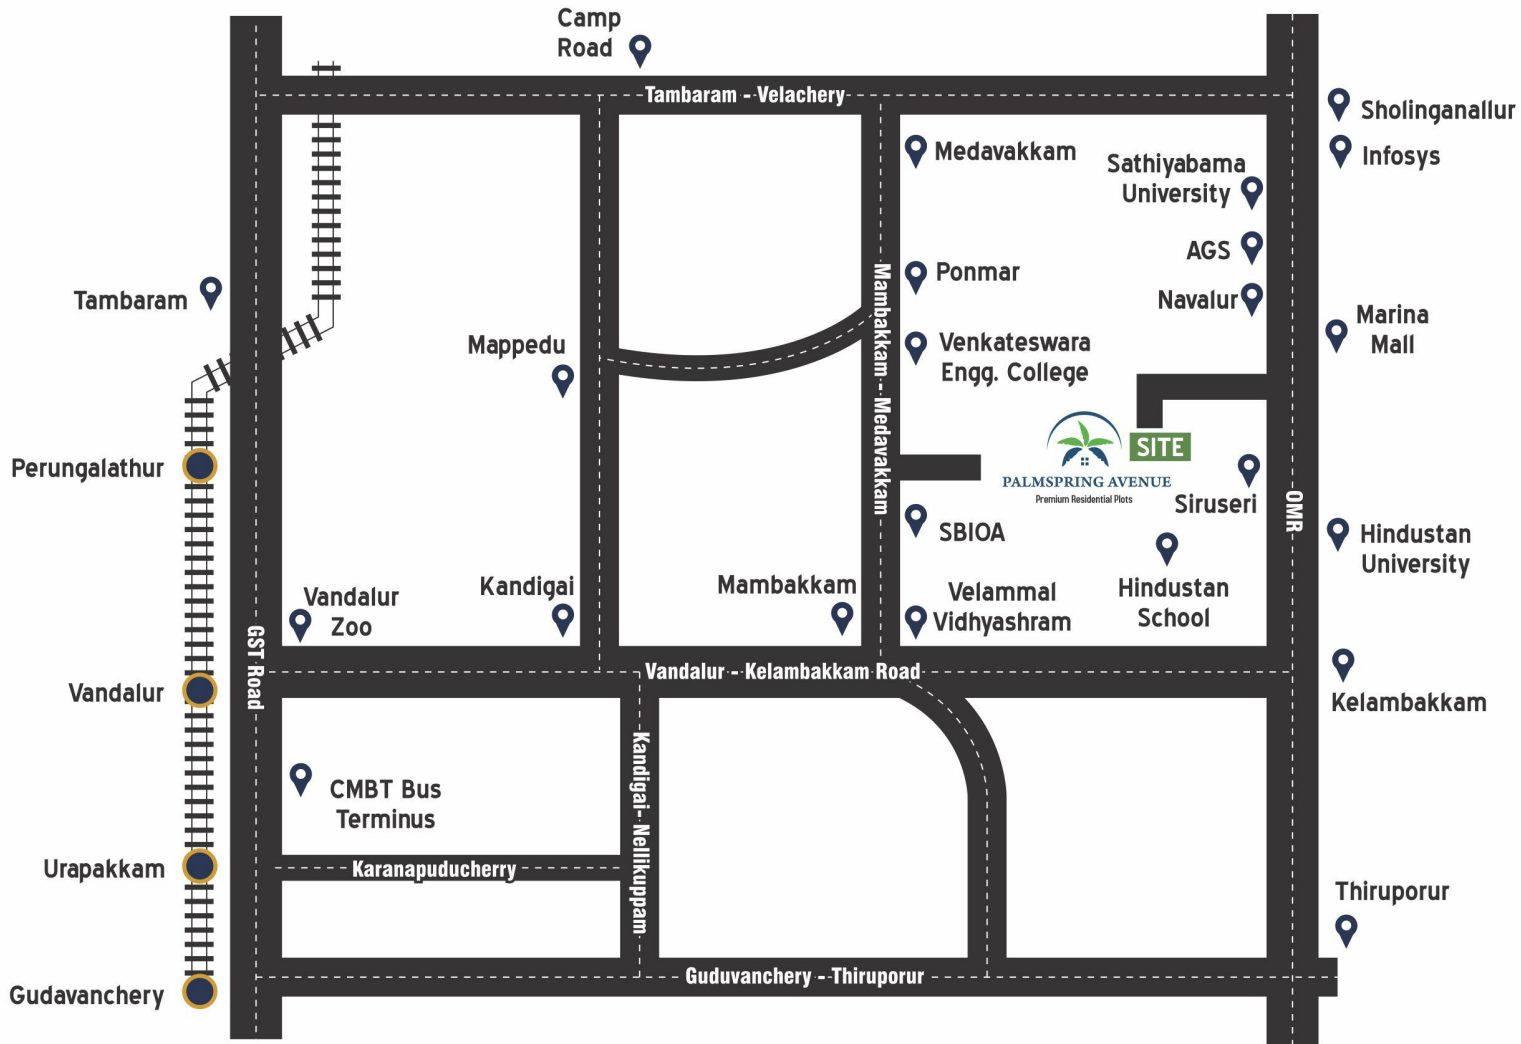 Camp
Road
Tambaram - Velachery
Sholinganallur
Infosys
Medavakkam
Sathiyabama
University
AGS
Ponmar
Navalur
Tambaram
Marina
Mall
Mappedu
Venkateswara
Engg. College
Mambakkam - Medavakkam
SITE
Perungalathur
PALMSPRING AVENUE
Premium Residential Plots
Siruseri
OMR
SBIOA
Hindustan
University
Kandigai
Mambakkam
Velammal
Vidhyashram
Hindustan
School
Vandalur
Zoo
GST Road
Vandalur - Kelambakkam Road
Vandalur
Kelambakkam
Kandigai- Nellikuppam
CMBT Bus
Terminus
Urapakkam
Karanapuducherry
Thiruporur
Guduvanchery - Thiruporur
Gudavanchery